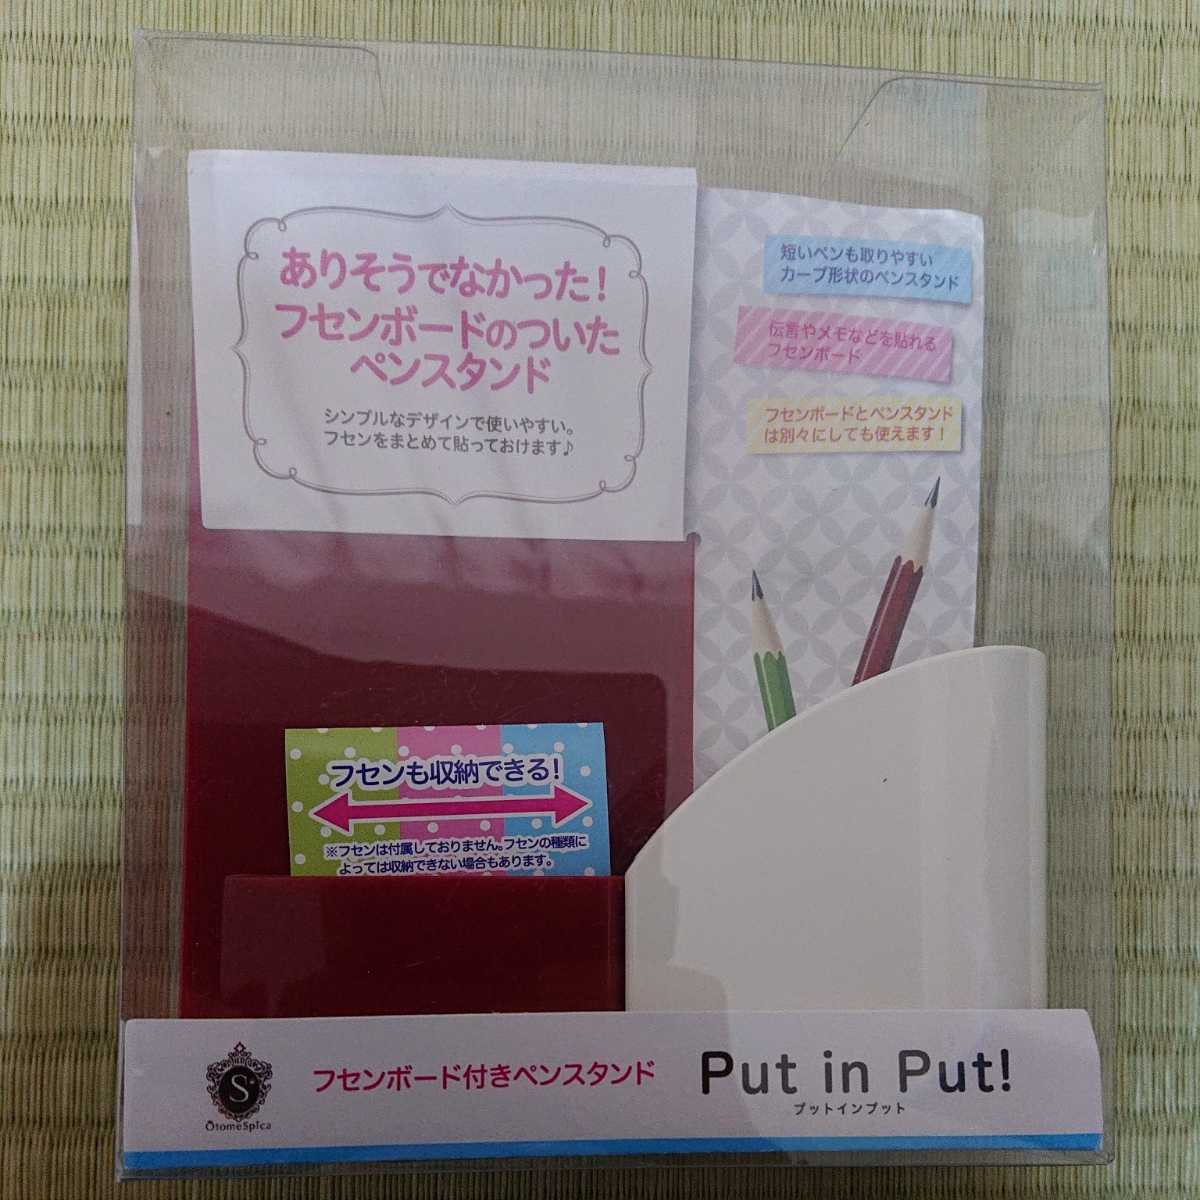 ありそうでなかった!
フセンボードのついた
ペンスタンド
シンプルなデザインで使いやすい。
フセンをまとめて貼っておけます♪
短いペンも取りやすい
カーブ形状のペンスタンド
伝言やメモなどを貼れる
フセンボード
フセンボードとペンスタンド
は別々にしても使えます!
フセンも収納できる!
※フセンは付属しておりません。フセンの種類に
よっては収納できない場合もあります。
S
OtomeSpica
フセンボード付きペンスタンド
Put in Put!
プットインプット